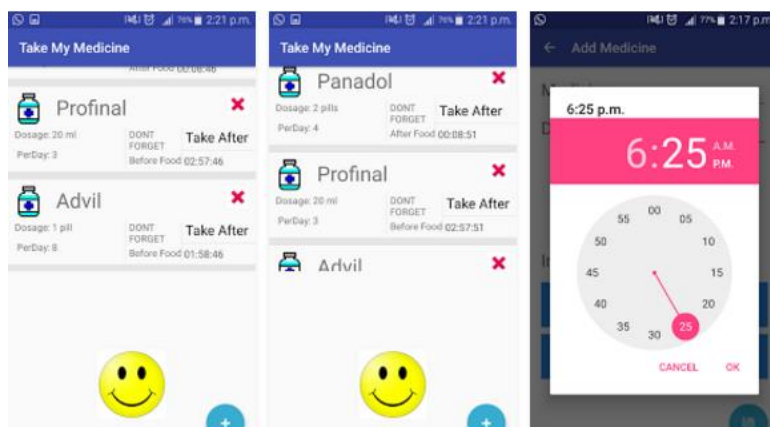 76% 2:21 p.m.
Take My Medicine
After Food 00:08:46
Profinal
Dosage: 20 ml
DONT FORGET
Take After
PerDay: 3
Before Food 02:57:46
Advil
Dosage: 1 pill
DONT FORGET
Take After
PerDay: 8
Before Food 01:58:46
+
76% 2:21 p.m.
Take My Medicine
Panadol
Dosage: 2 pills
DONT FORGET
Take After
PerDay: 4
After Food 00:08:51
Profinal
Dosage: 20 ml
DONT FORGET
Take After
PerDay: 3
Before Food 02:57:51
Advil
+
77% 2:17 p.m.
Add Medicine
6:25 p.m.
6:25
A.M.
P.M.
00
05
10
15
20
25
30
35
40
45
50
55
CANCEL
OK